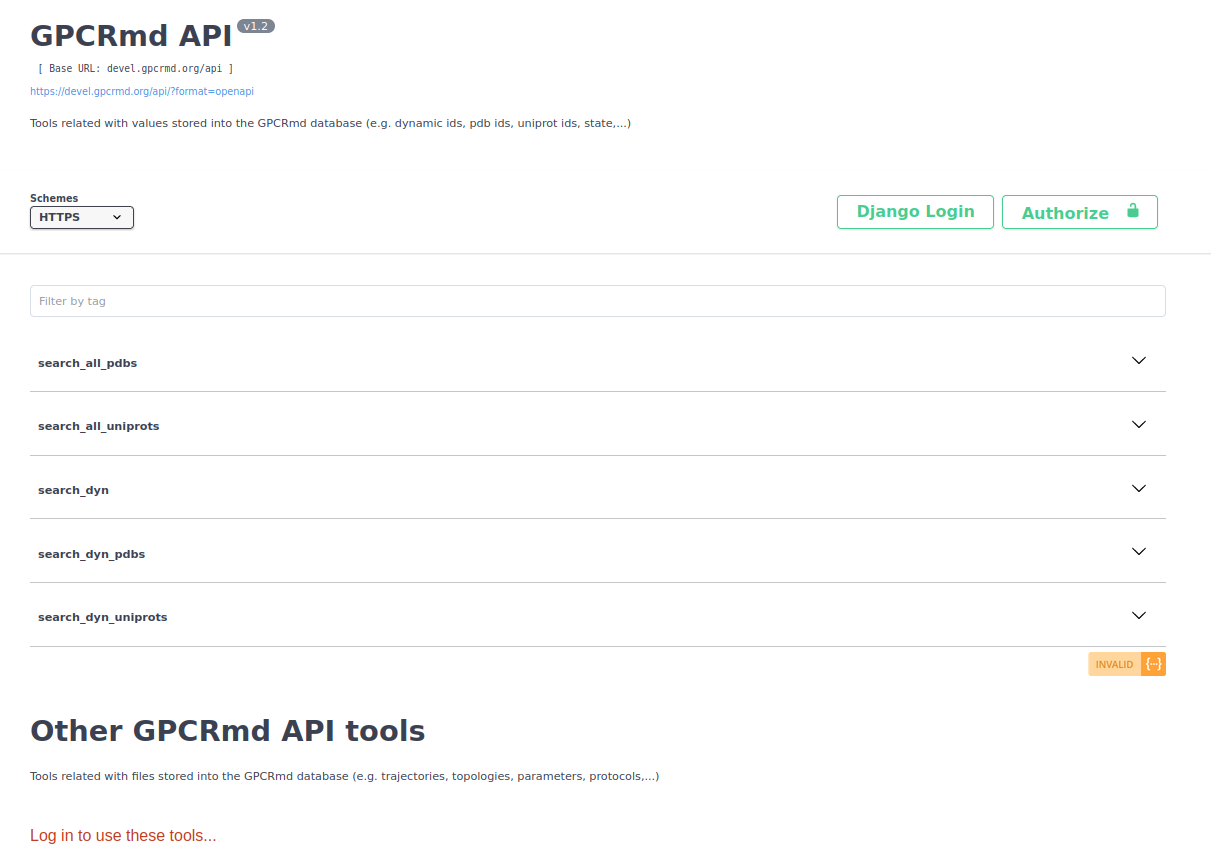 GPCRmd API v1.2
[ Base URL: devel.gpcrmd.org/api ]
https://devel.gpcrmd.org/api/?format=openapi
Tools related with values stored into the GPCRmd database (e.g. dynamic ids, pdb ids, uniprot ids, state,...)
Schemes
HTTPS
Django Login
Authorize
Filter by tag
search_all_pdbs
search_all_uniprots
search_dyn
search_dyn_pdbs
search_dyn_uniprots
INVALID {...}
Other GPCRmd API tools
Tools related with files stored into the GPCRmd database (e.g. trajectories, topologies, parameters, protocols,...)
Log in to use these tools...